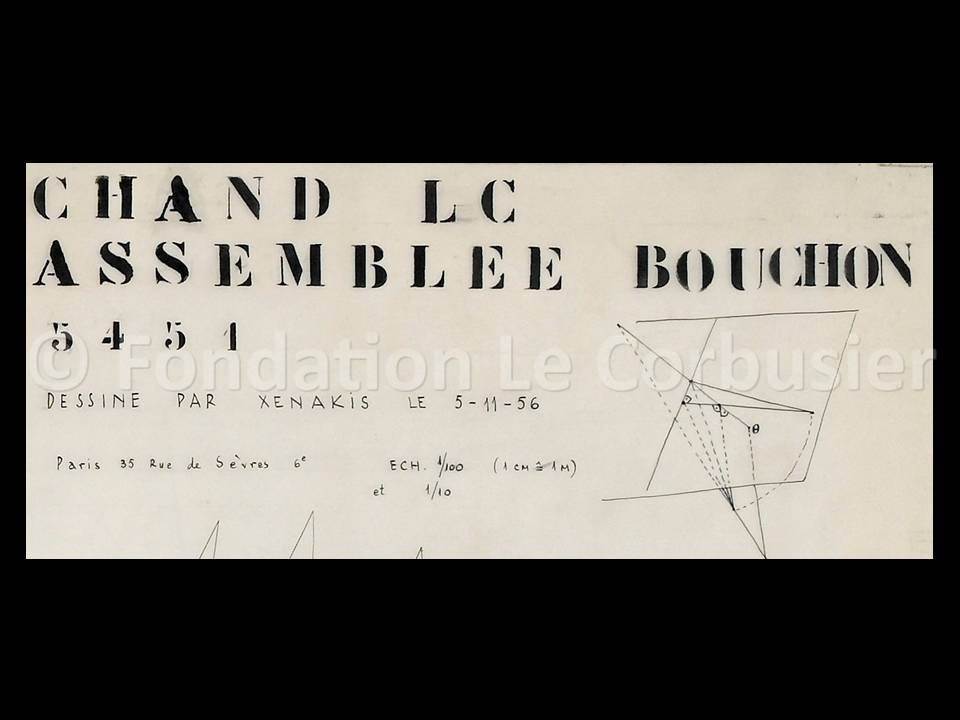 CHAND LC
ASSEMBLEE BOUCHON
5451
© Fondation Le Corbusier
DESSINE PAR XENAKIS LE 5-11-56
Paris 35 Rue de Sèvres 6e
ECH. 1/100 (1 CM ≅ 1 M)
et 1/10
θ